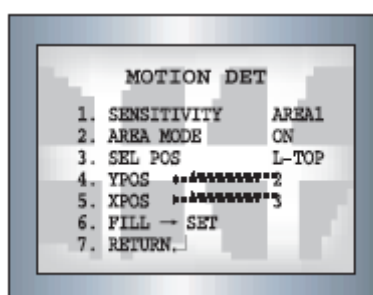 MOTION DET
1. SENSITIVITY AREA1
2. AREA MODE ON
3. SEL POS L-TOP
4. YPOS 2
5. XPOS 3
6. FILL → SET
7. RETURN